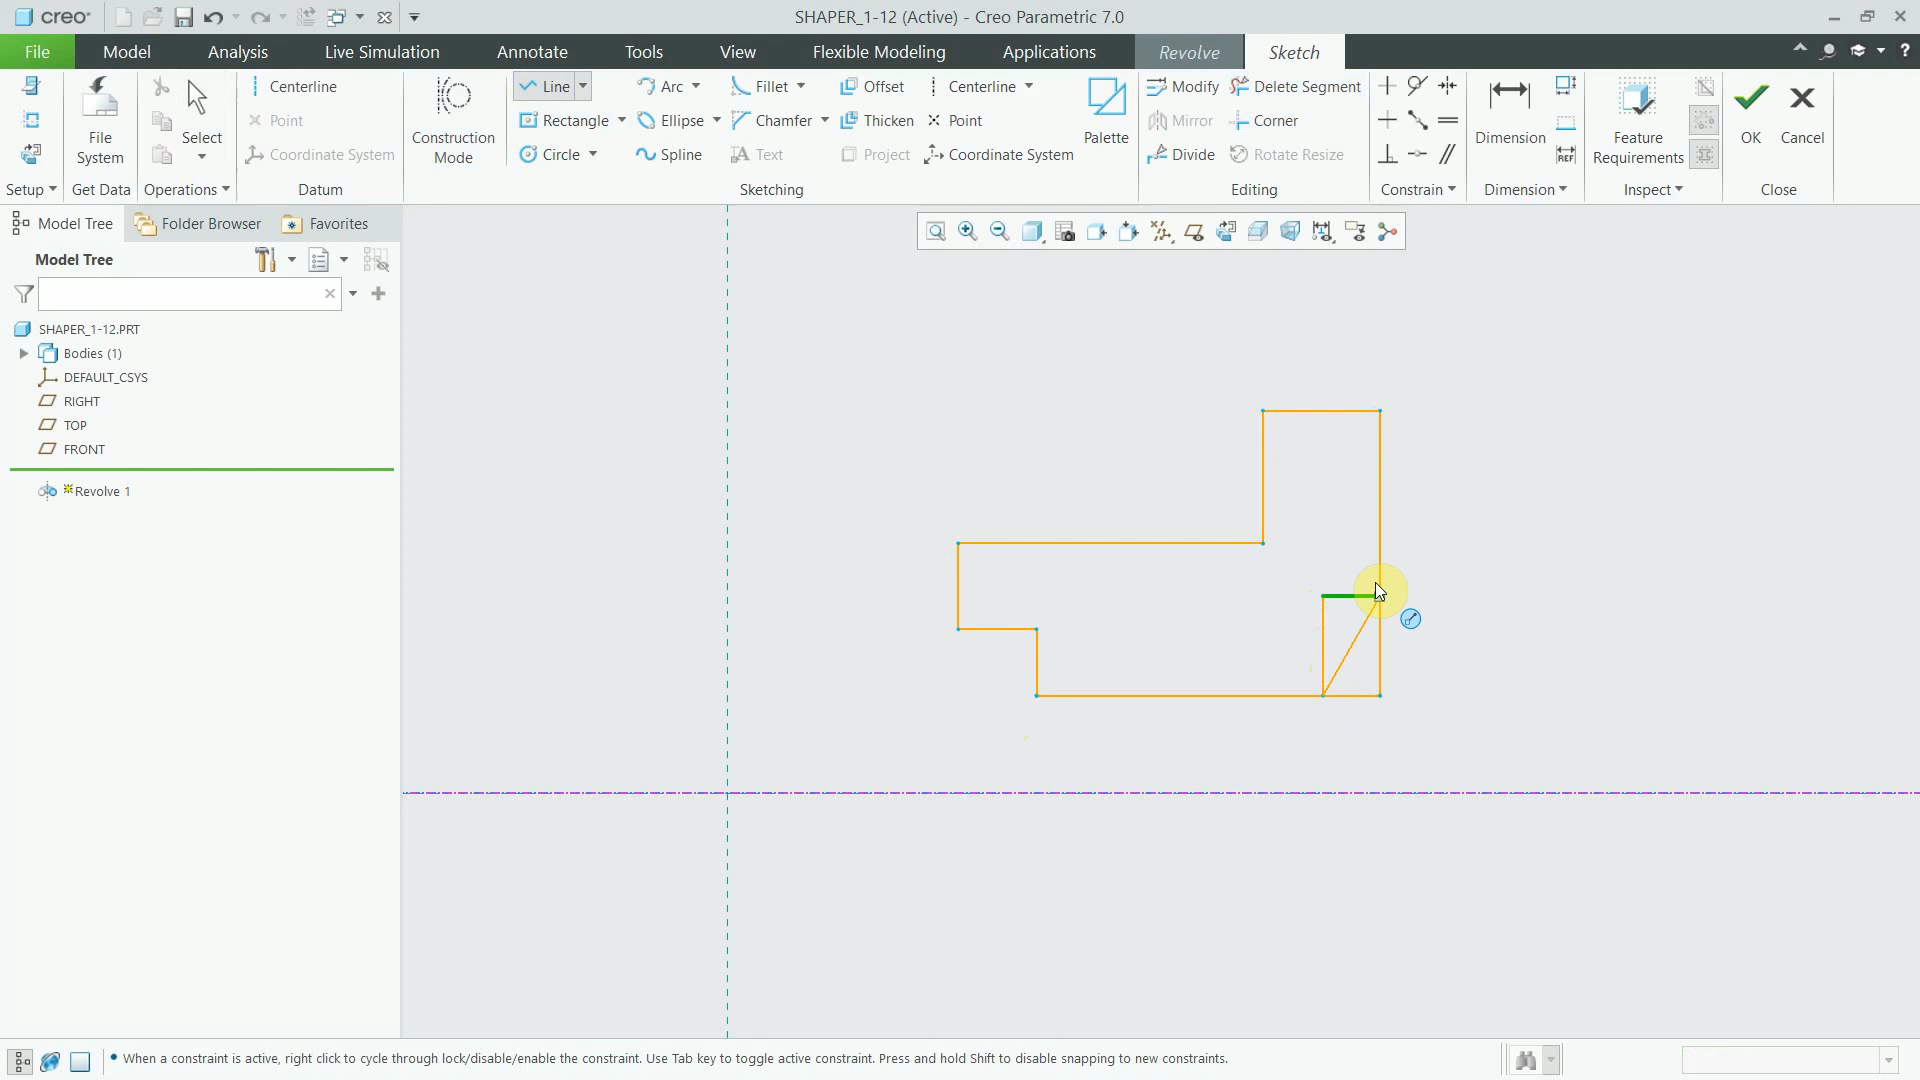 creo
SHAPER_1-12 (Active) - Creo Parametric 7.0
File Model Analysis Live Simulation Annotate Tools View Flexible Modeling Applications Revolve Sketch
Centerline Line Arc Fillet Offset Centerline Modify Delete Segment
Point Rectangle Ellipse Chamfer Thicken Point Mirror Corner
Coordinate System Circle Spline Text Project Coordinate System Divide Rotate Resize
File System
Select
Construction Mode
Palette
Dimension
REF
Feature Requirements
OK
Cancel
Setup Get Data Operations Datum Sketching Editing Constrain Dimension Inspect Close
Model Tree Folder Browser Favorites
Model Tree
SHAPER_1-12.PRT
Bodies (1)
DEFAULT_CSYS
RIGHT
TOP
FRONT
Revolve 1
When a constraint is active, right click to cycle through lock/disable/enable the constraint. Use Tab key to toggle active constraint. Press and hold Shift to disable snapping to new constraints.